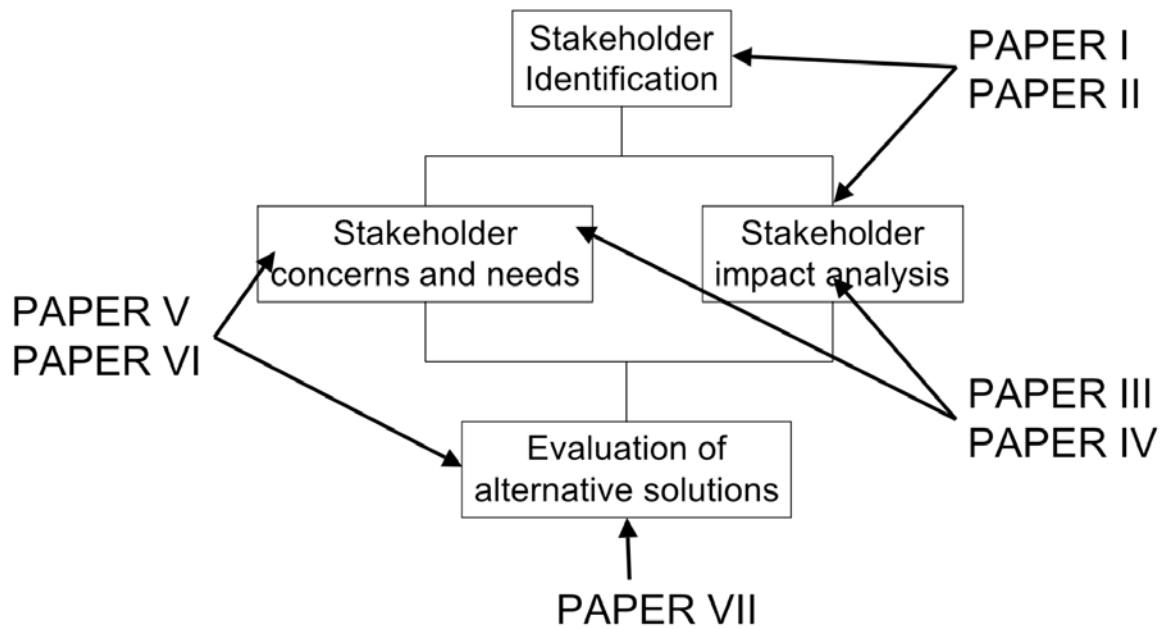 Stakeholder
Identification
PAPER I
PAPER II
Stakeholder
concerns and needs
Stakeholder
impact analysis
PAPER V
PAPER VI
PAPER III
PAPER IV
Evaluation of
alternative solutions
PAPER VII